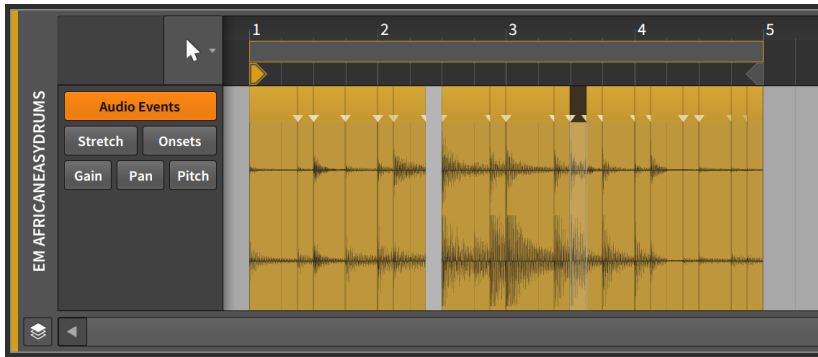 1 2 3 4 5
EM AFRICANEASYDRUMS
Audio Events
Stretch Onsets
Gain Pan Pitch